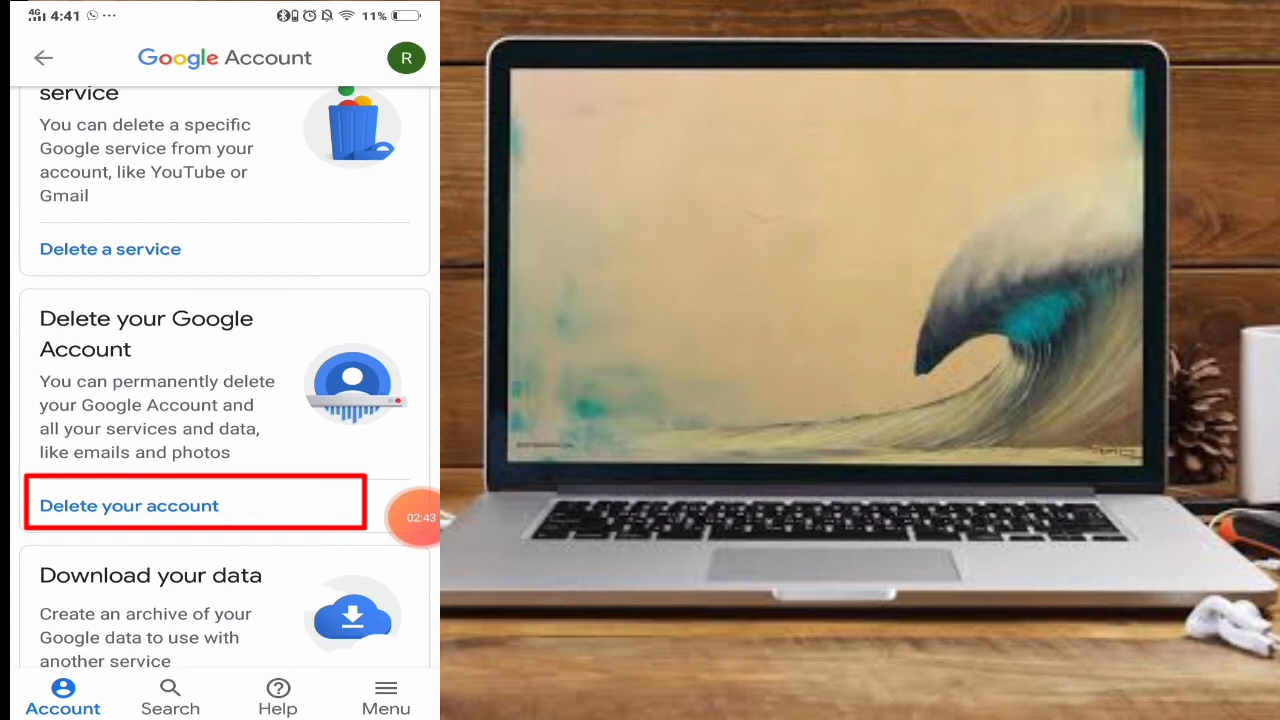 4G 4:41 ... 11%
Google Account
R
service
You can delete a specific
Google service from your
account, like YouTube or
Gmail
Delete a service
Delete your Google
Account
You can permanently delete
your Google Account and
all your services and data,
like emails and photos
Delete your account
02:43
Download your data
Create an archive of your
Google data to use with
another service
Account Search Help Menu